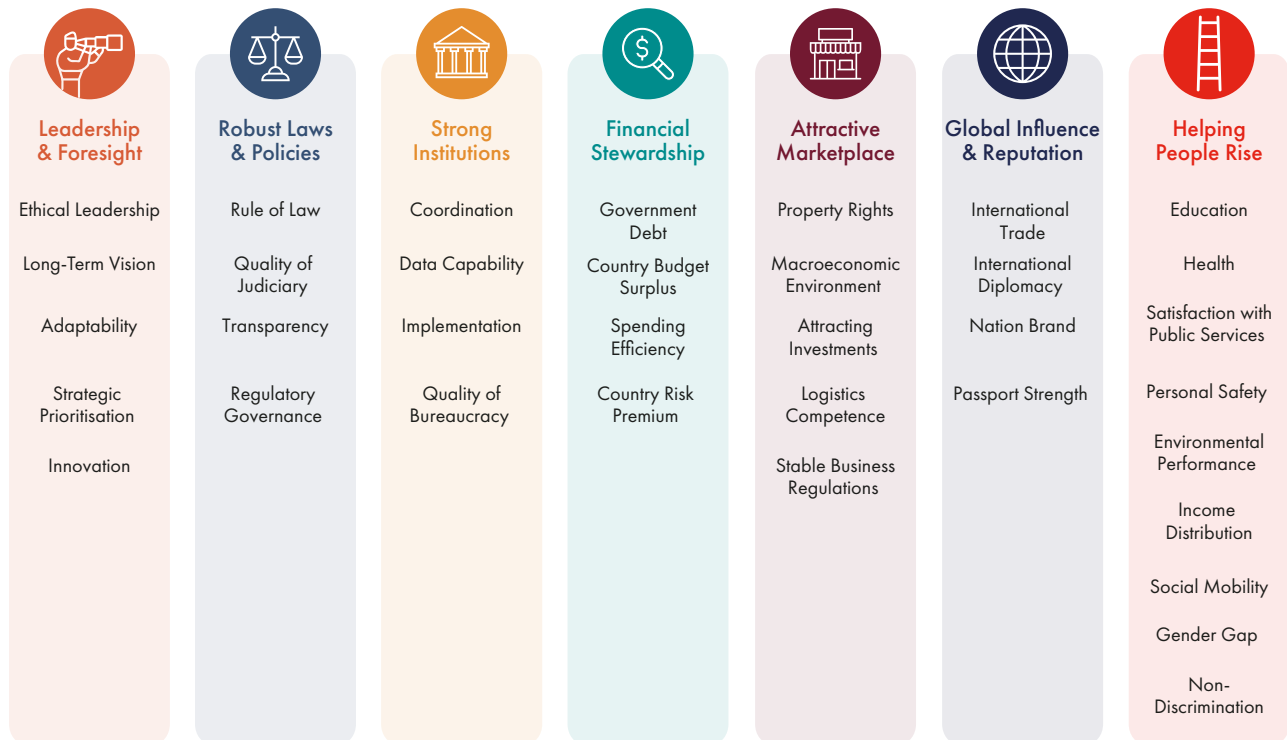 Leadership
& Foresight
Ethical Leadership
Long-Term Vision
Adaptability
Strategic
Prioritisation
Innovation
Robust Laws
& Policies
Rule of Law
Quality of
Judiciary
Transparency
Regulatory
Governance
Strong
Institutions
Coordination
Data Capability
Implementation
Quality of
Bureaucracy
$
Financial
Stewardship
Government
Debt
Country Budget
Surplus
Spending
Efficiency
Country Risk
Premium
Attractive
Marketplace
Property Rights
Macroeconomic
Environment
Attracting
Investments
Logistics
Competence
Stable Business
Regulations
Global Influence
& Reputation
International
Trade
International
Diplomacy
Nation Brand
Passport Strength
Helping
People Rise
Education
Health
Satisfaction with
Public Services
Personal Safety
Environmental
Performance
Income
Distribution
Social Mobility
Gender Gap
Non-
Discrimination